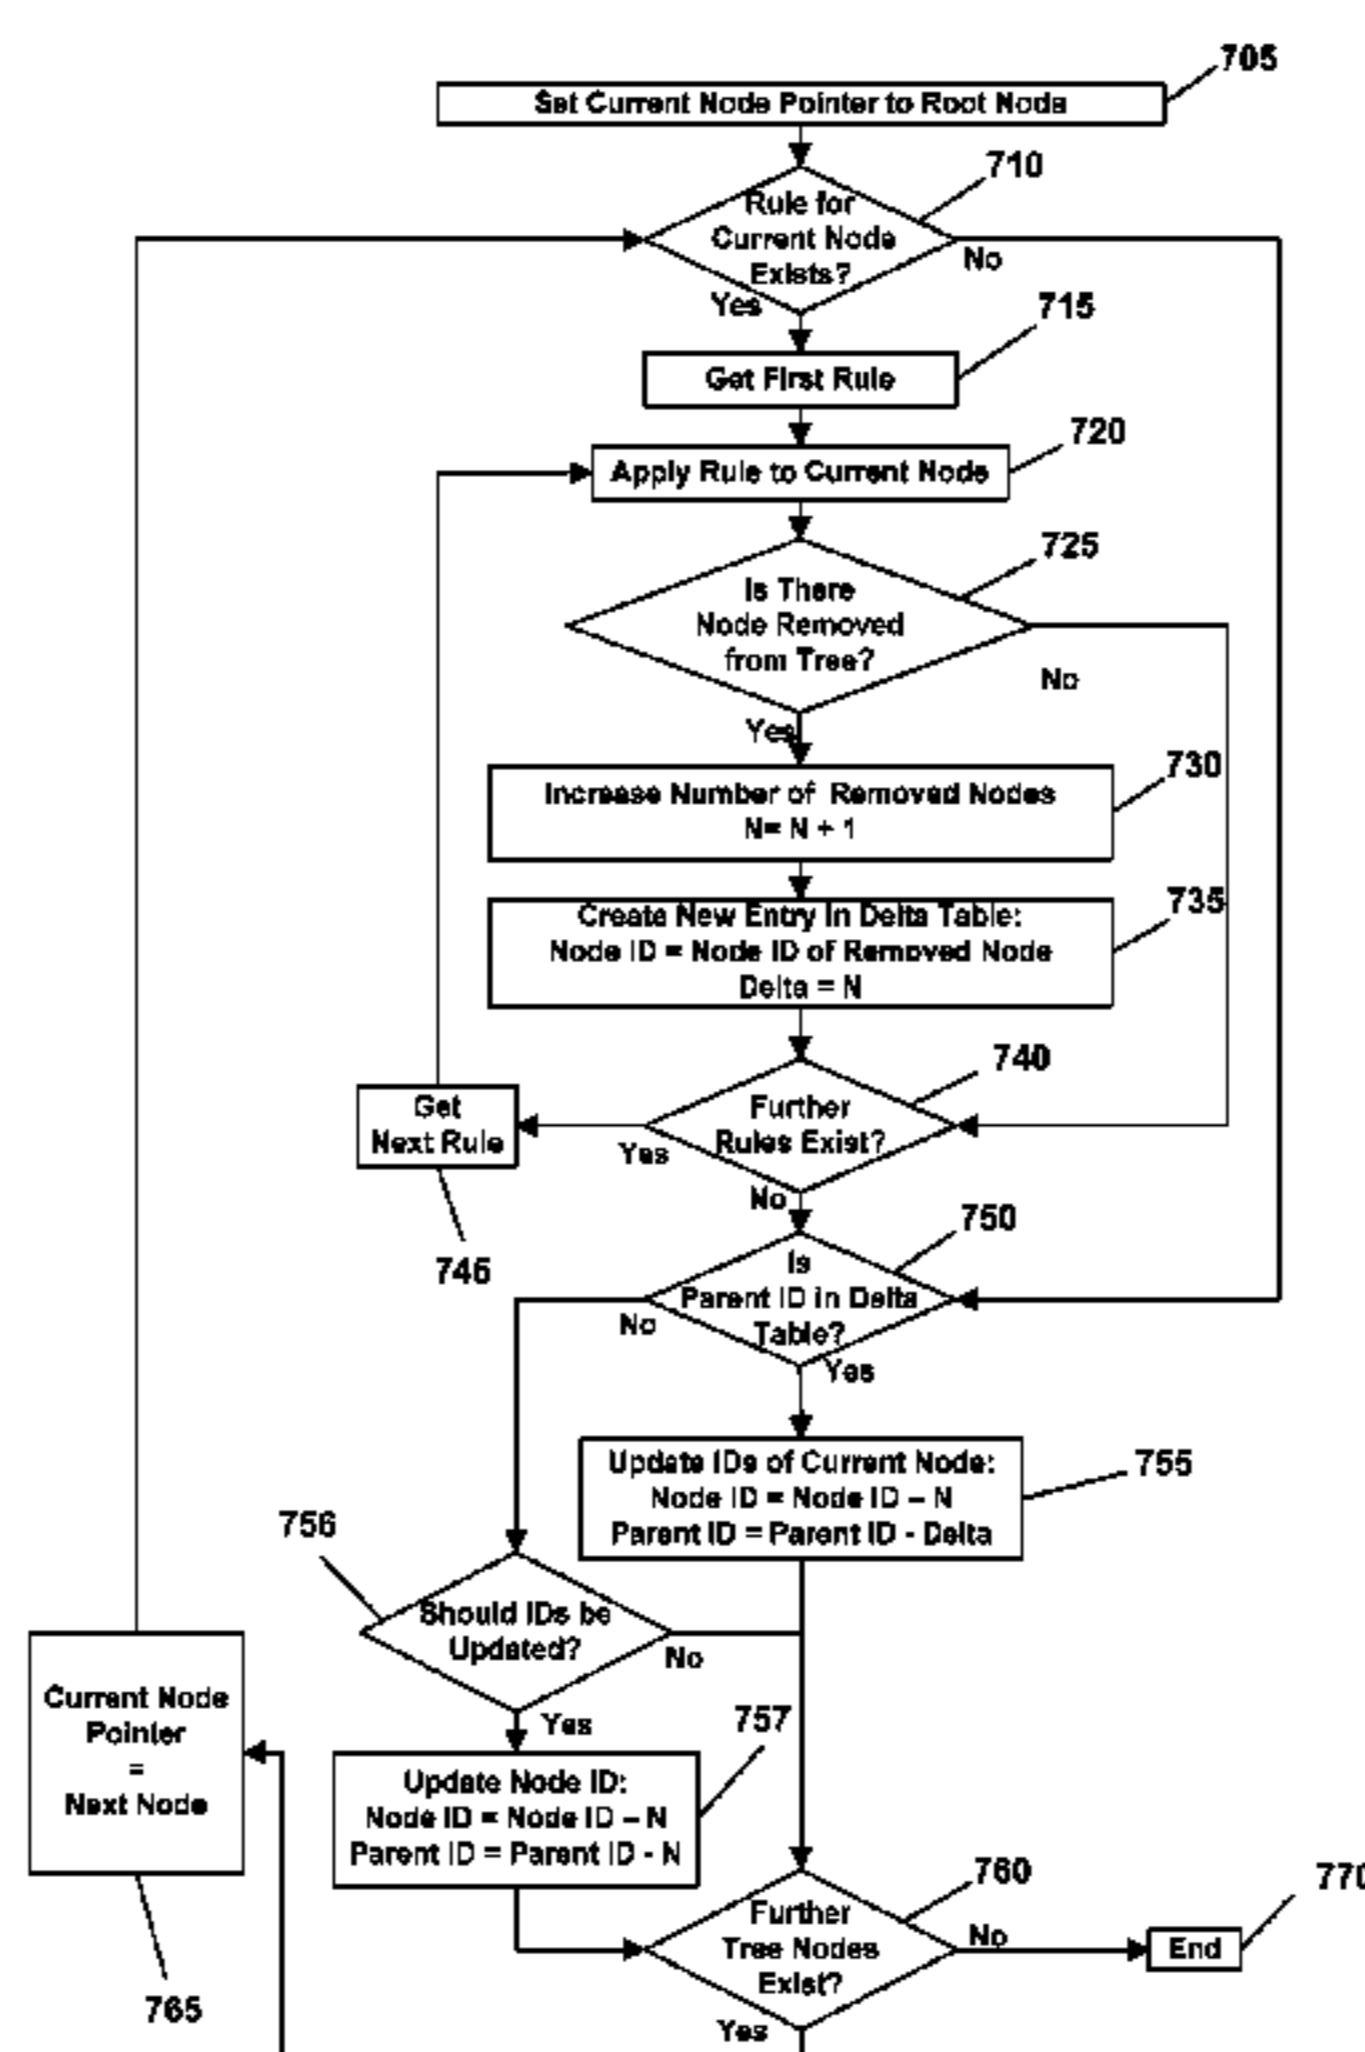 705
Set Current Node Pointer to Root Node
710
Rule for
Current Node
Exists?
No
Yes
715
Get First Rule
720
Apply Rule to Current Node
725
Is There
Node Removed
from Tree?
No
Yes
730
Increase Number of Removed Nodes
N= N + 1
735
Create New Entry In Delta Table:
Node ID = Node ID of Removed Node
Delta = N
740
Further
Rules Exist?
Yes
No
Get
Next Rule
745
750
Is
Parent ID in Delta
Table?
No
Yes
755
Update IDs of Current Node:
Node ID = Node ID – N
Parent ID = Parent ID - Delta
756
Should IDs be
Updated?
No
Yes
757
Update Node ID:
Node ID = Node ID – N
Parent ID = Parent ID - N
Current Node
Pointer
=
Next Node
765
760
Further
Tree Nodes
Exist?
No
Yes
770
End